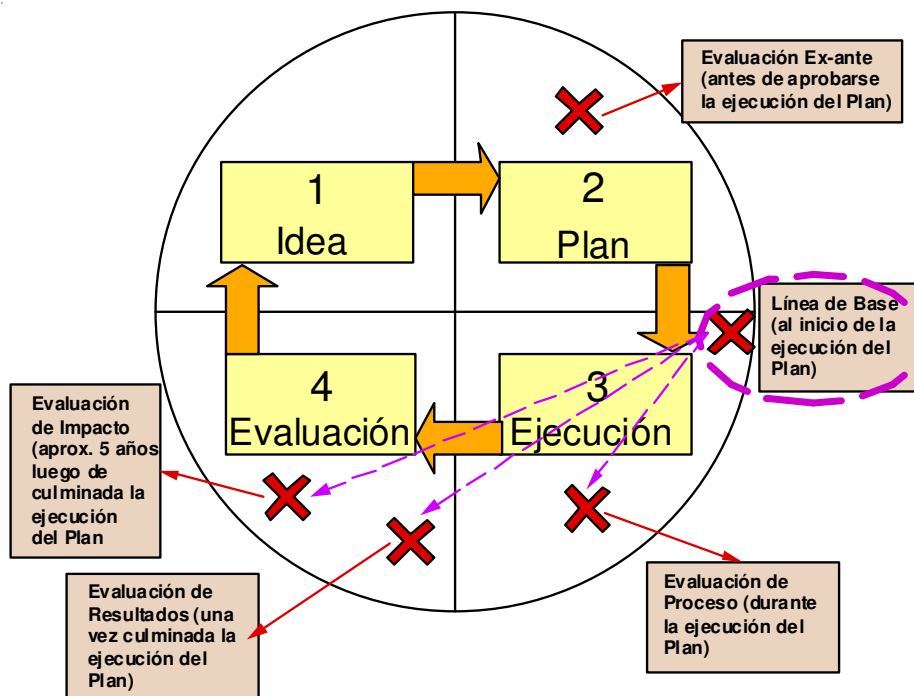 Evaluación Ex-ante
(antes de aprobarse
la ejecución del Plan)
1
Idea
2
Plan
Línea de Base
(al inicio de la
ejecución del
Plan)
4
Evaluación
3
Ejecución
Evaluación
de Impacto
(aprox. 5 años
luego de
culminada la
ejecución
del Plan
Evaluación de
Resultados (una
vez culminada la
ejecución del
Plan)
Evaluación de
Proceso (durante
la ejecución del
Plan)